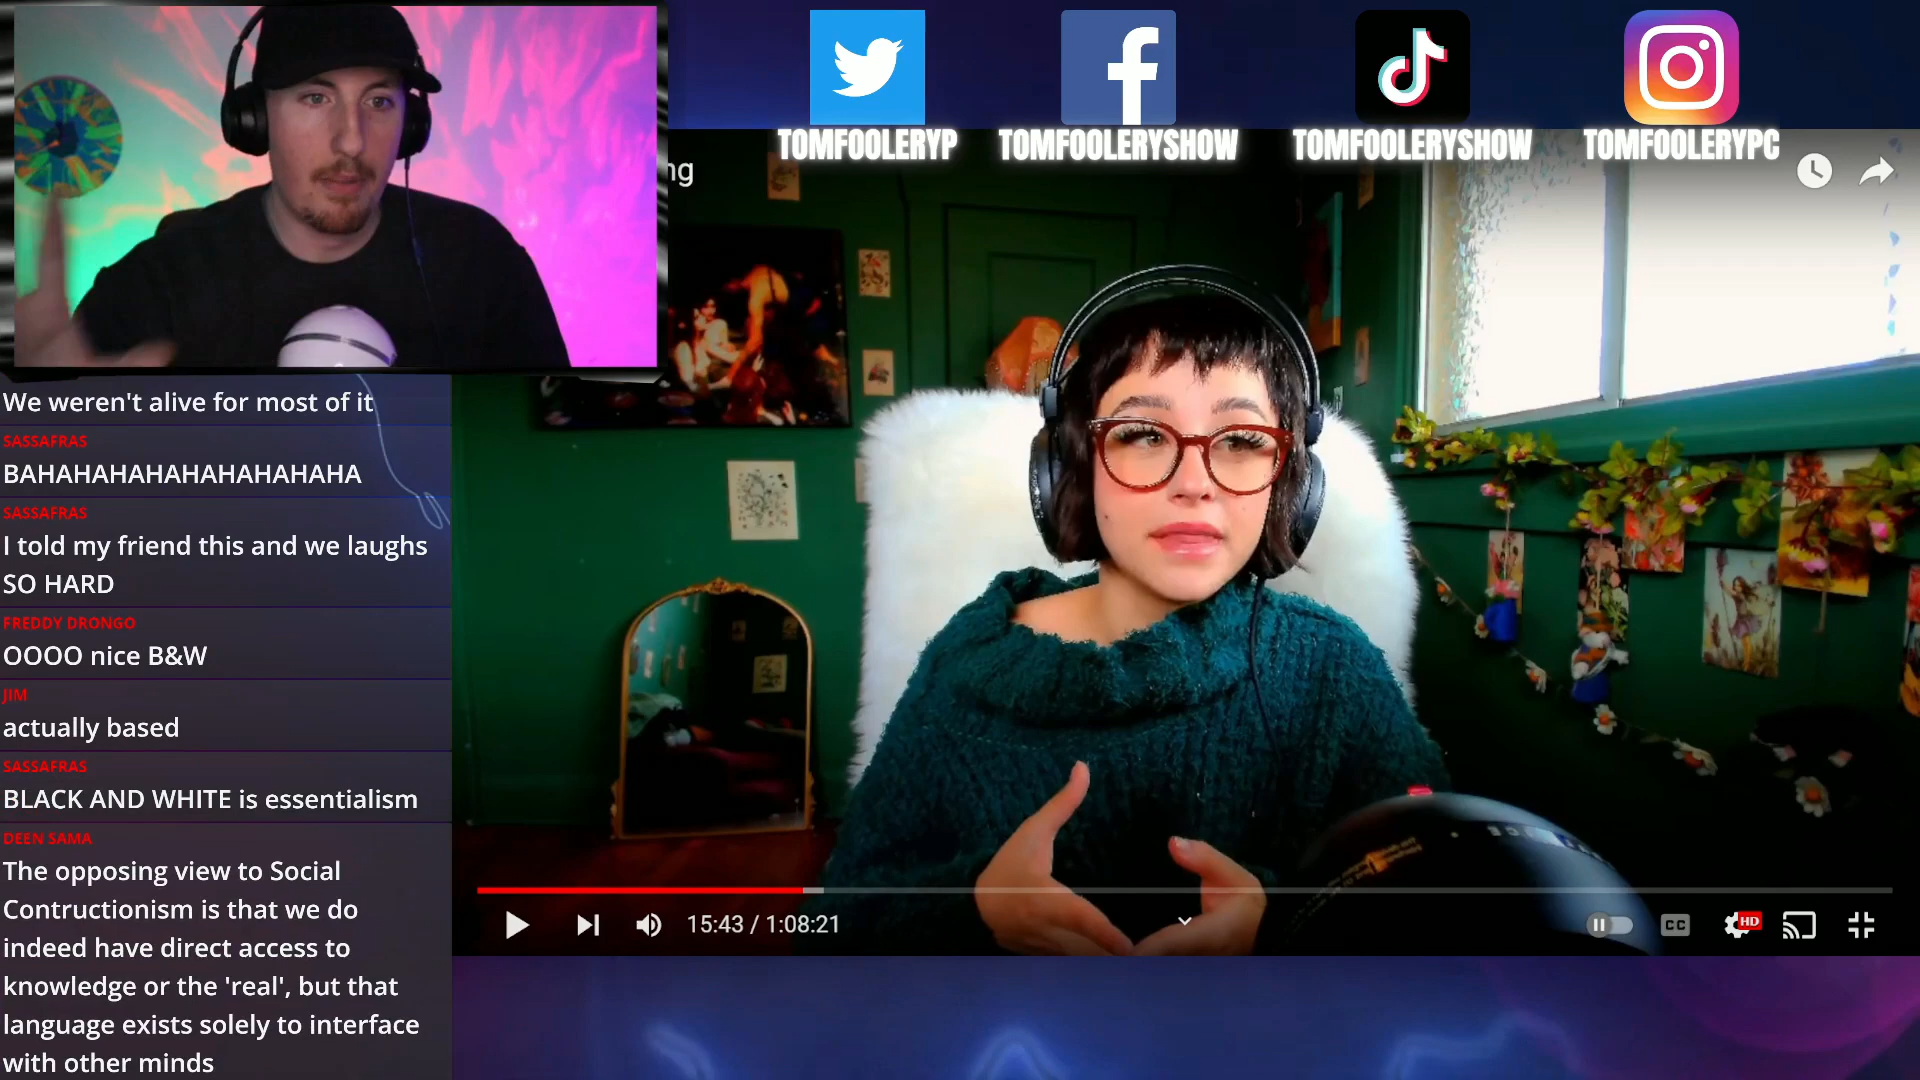 TOMFOOLERYP
TOMFOOLERYSHOW
TOMFOOLERYSHOW
TOMFOOLERYPC
ng
We weren't alive for most of it
SASSAFRAS
BAHAHAHAHAHAHAHAHA
SASSAFRAS
I told my friend this and we laughs
SO HARD
FREDDY DRONGO
OOOO nice B&W
JIM
actually based
SASSAFRAS
BLACK AND WHITE is essentialism
DEEN SAMA
The opposing view to Social
Contructionism is that we do
indeed have direct access to
knowledge or the 'real', but that
language exists solely to interface
with other minds
15:43 / 1:08:21
CC
HD